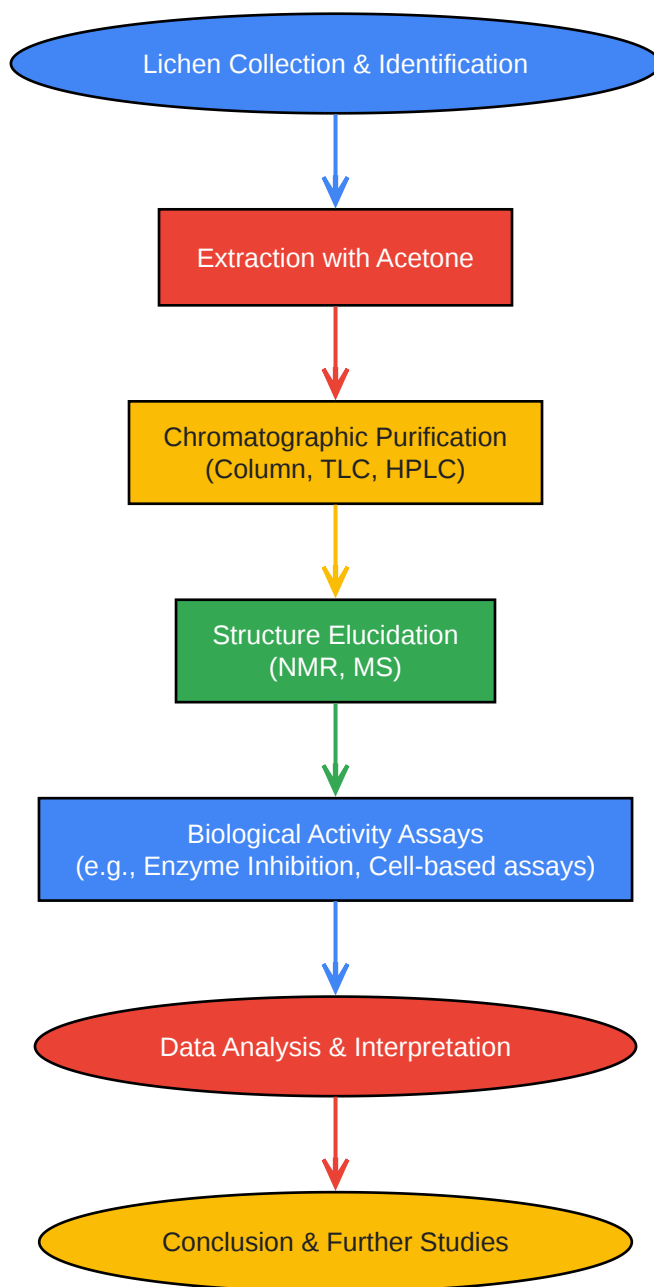 Lichen Collection & Identification
Extraction with Acetone
Chromatographic Purification
(Column, TLC, HPLC)
Structure Elucidation
(NMR, MS)
Biological Activity Assays
(e.g., Enzyme Inhibition, Cell-based assays)
Data Analysis & Interpretation
Conclusion & Further Studies